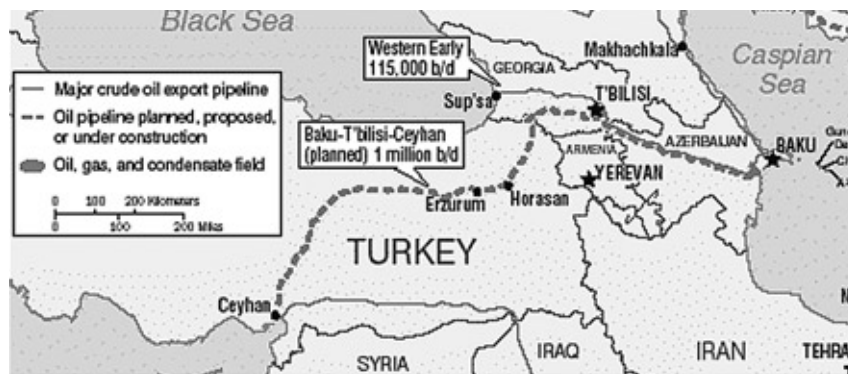 Black Sea
Western Early
115,000 b/d
GEORGIA
Makhachkala
Caspian
Sea
Major crude oil export pipeline
Oil pipeline planned, proposed,
or under construction
Oil, gas, and condensate field
0 100 200 Kilometers
0 100 200 Miles
Sup'sa
T'BILISI
Baku-T'bilisi-Ceyhan
(planned) 1 million b/d
ARMENIA
AZERBAIJAN
BAKU
YEREVAN
Erzurum
Horasan
TURKEY
Ceyhan
SYRIA
IRAQ
IRAN
TEHRA